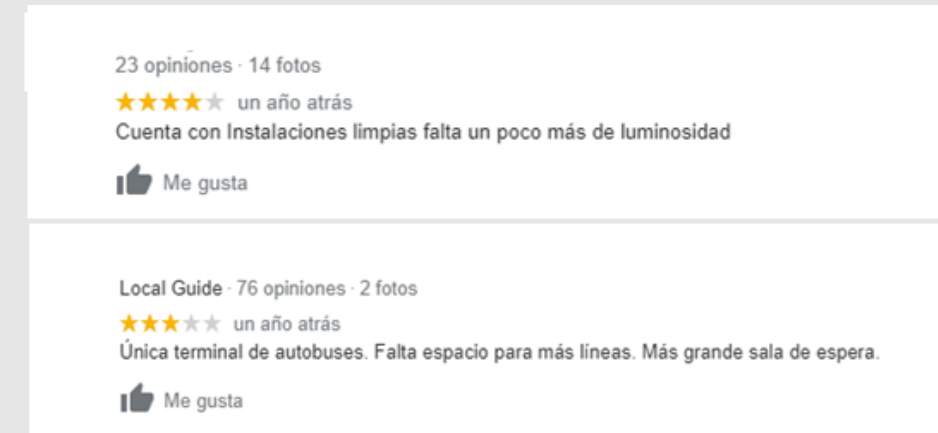 23 opiniones · 14 fotos
un año atrás
Cuenta con Instalaciones limpias falta un poco más de luminosidad
Me gusta
Local Guide · 76 opiniones · 2 fotos
un año atrás
Única terminal de autobuses. Falta espacio para más líneas. Más grande sala de espera.
Me gusta